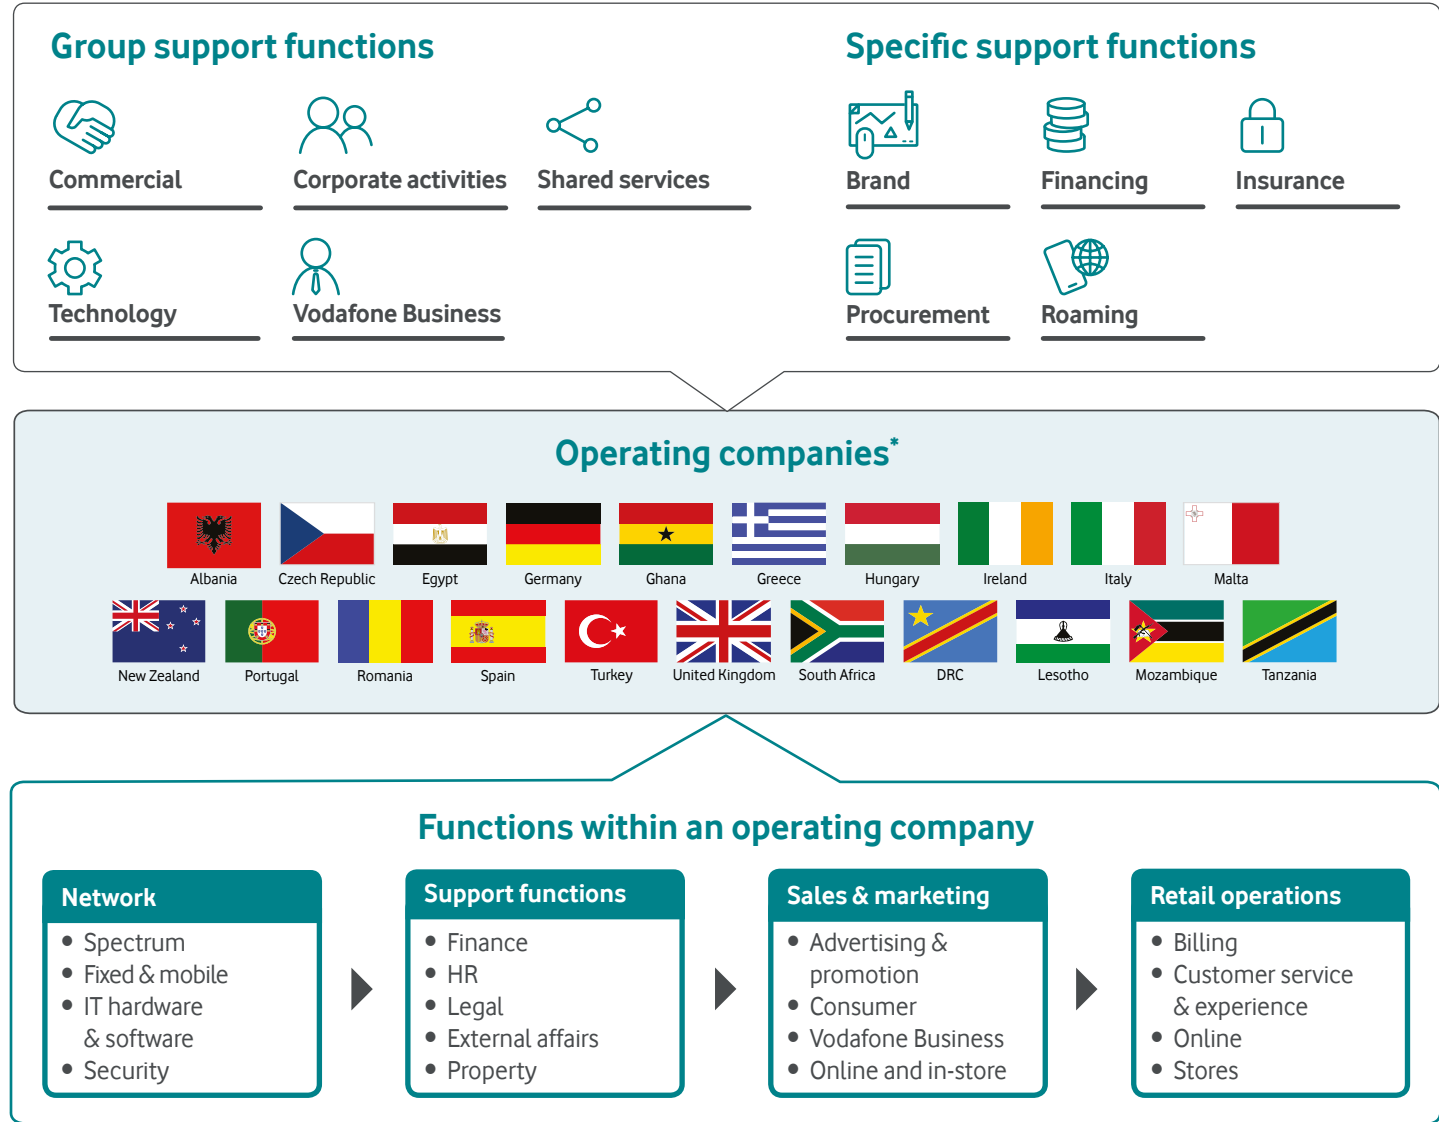 Group support functions
Specific support functions
Commercial
Corporate activities
Shared services
Brand
Financing
Insurance
Technology
Vodafone Business
Procurement
Roaming
Operating companies*
Albania
Czech Republic
Egypt
Germany
Ghana
Greece
Hungary
Ireland
Italy
Malta
New Zealand
Portugal
Romania
Spain
Turkey
United Kingdom
South Africa
DRC
Lesotho
Mozambique
Tanzania
Functions within an operating company
Network
• Spectrum
• Fixed & mobile
• IT hardware
& software
• Security
Support functions
• Finance
• HR
• Legal
• External affairs
• Property
Sales & marketing
• Advertising &
promotion
• Consumer
• Vodafone Business
• Online and in-store
Retail operations
• Billing
• Customer service
& experience
• Online
• Stores